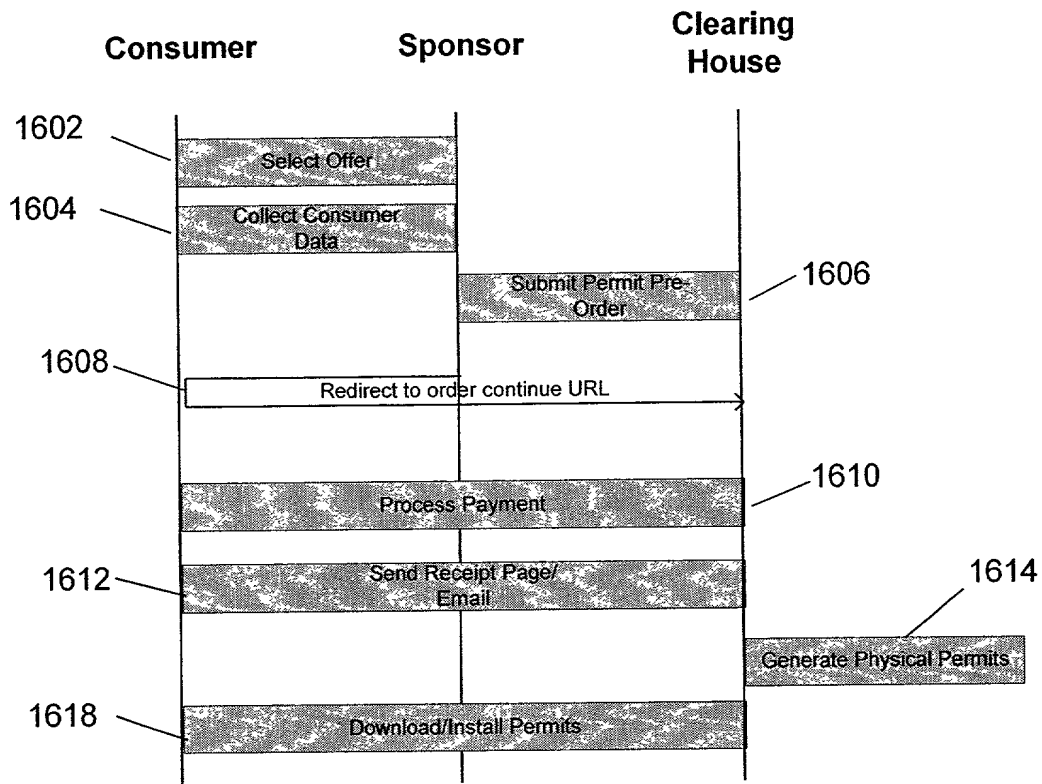 Consumer
Sponsor
Clearing
House
1602
Select Offer
1604
Collect Consumer
Data
Submit Permit Pre-
Order
1606
1608
Redirect to order continue URL
1610
Process Payment
1612
Send Receipt Page/
Email
1614
Generate Physical Permits
1618
Download/Install Permits